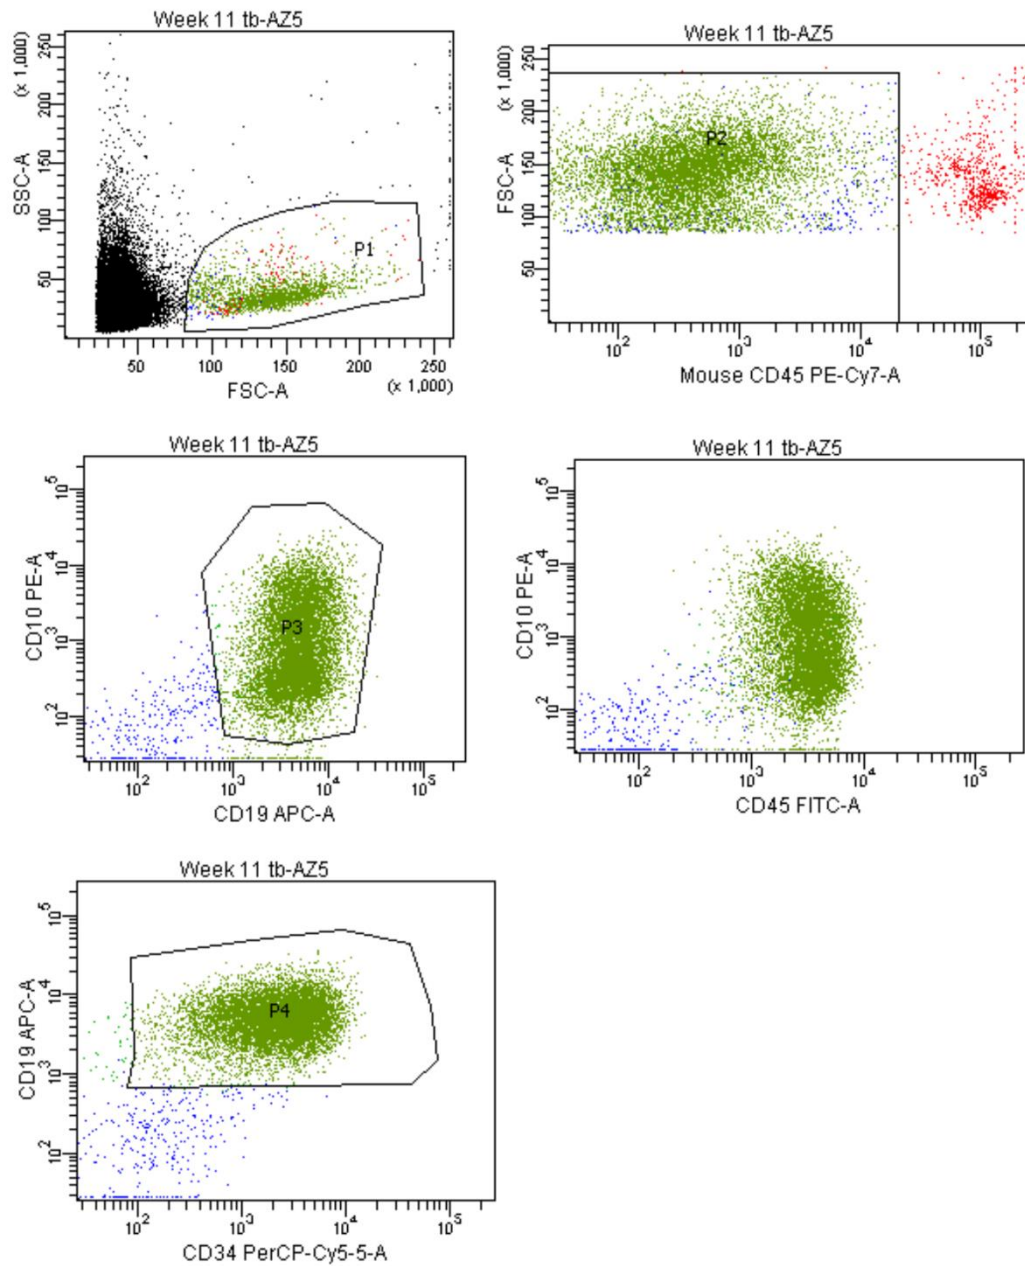 Week 11 tb-AZ5
SSC-A
(x 1,000)
250
200
150
100
50
P1
50 100 150 200 250
FSC-A
(x 1,000)
Week 11 tb-AZ5
FSC-A
(x 1,000)
250
200
150
100
50
P2
10² 10³ 10⁴ 10⁵
Mouse CD45 PE-Cy7-A
Week 11 tb-AZ5
CD10 PE-A
10⁵
10⁴
10³
10²
P3
10² 10³ 10⁴ 10⁵
CD19 APC-A
Week 11 tb-AZ5
CD10 PE-A
10⁵
10⁴
10³
10²
10² 10³ 10⁴ 10⁵
CD45 FITC-A
Week 11 tb-AZ5
CD19 APC-A
10⁵
10⁴
10³
10²
P4
10² 10³ 10⁴ 10⁵
CD34 PerCP-Cy5-5-A